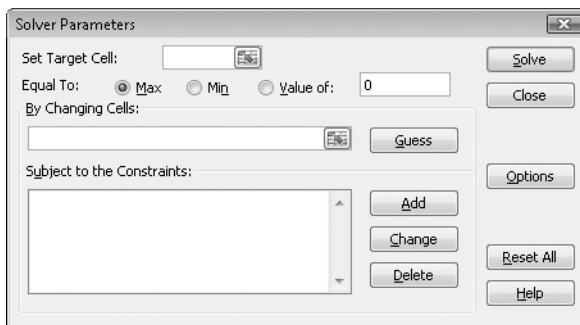 Solver Parameters
Set Target Cell:
Solve
Equal To: Max Min Value of: 0
Close
By Changing Cells:
Guess
Subject to the Constraints:
Options
Add
Change
Reset All
Delete
Help